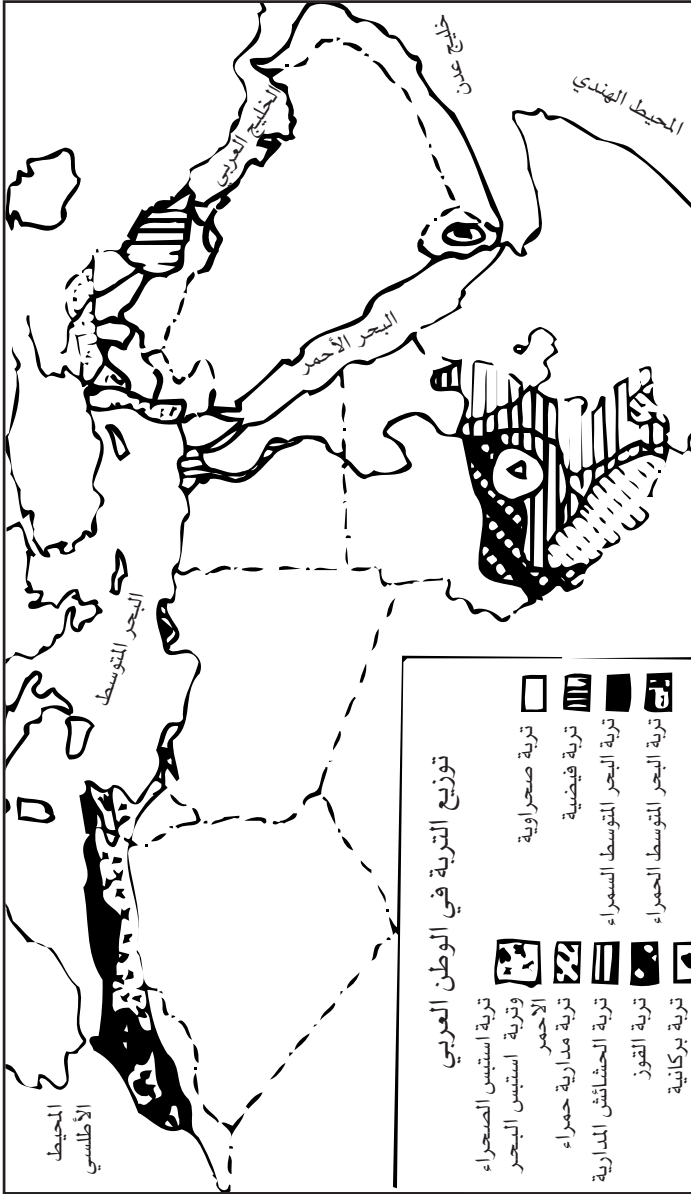 خليج عدن
المحيط الهندي
الخليج العربي
البحر الأحمر
البحر المتوسط
المحيط
الأطلسي
توزيع التربة في الوطن العربي
تربة البحر المتوسط الحمراء
تربة البحر المتوسط السمراء
تربة فيضية
تربة صحراوية
تربة بركانية
تربة القوز
تربة الحشائش المدارية
تربة مدارية حمراء
تربة استبس الصحراء
وتربة استبس البحر
الاحمر